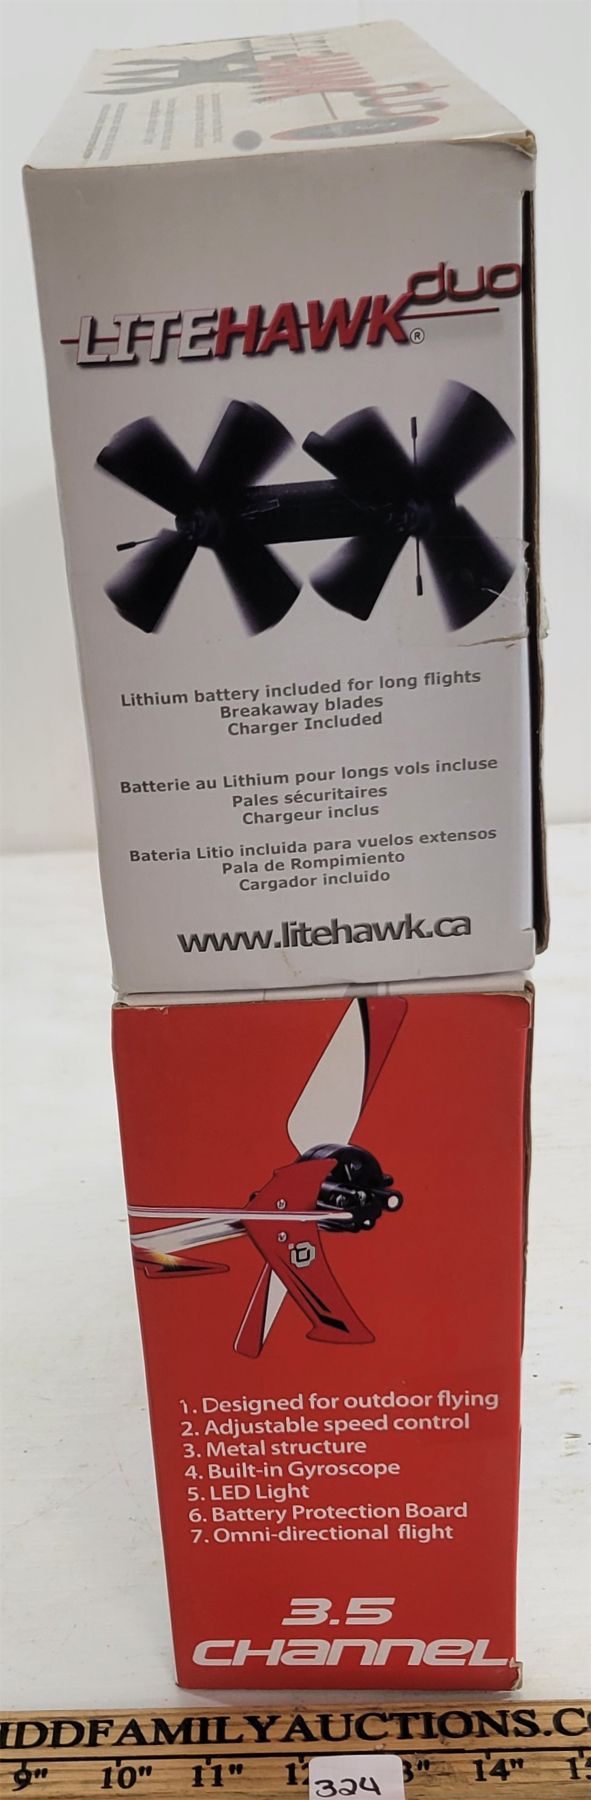 duo
LITEHAWK®
Lithium battery included for long flights
Breakaway blades
Charger Included
Batterie au Lithium pour longs vols incluse
Pales sécuritaires
Chargeur inclus
Bateria Litio incluida para vuelos extensos
Pala de Rompimiento
Cargador incluido
www.litehawk.ca
1. Designed for outdoor flying
2. Adjustable speed control
3. Metal structure
4. Built-in Gyroscope
5. LED Light
6. Battery Protection Board
7. Omni-directional flight
3.5
CHANNEL
IDDFAMILYAUCTIONS.C
9" 10" 11" 3" 14" 15
324